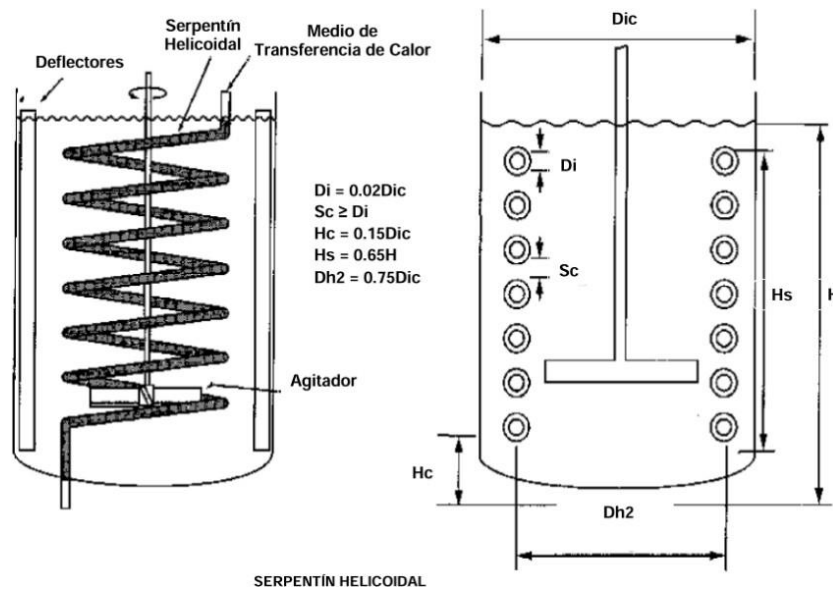 Serpentín
Helicoidal
Medio de
Transferencia de Calor
Deflectores
Di = 0.02Dic
Sc ≥ Di
Hc = 0.15Dic
Hs = 0.65H
Dh2 = 0.75Dic
Agitador
Dic
Di
Sc
Hs
H
Hc
Dh2
SERPENTÍN HELICOIDAL